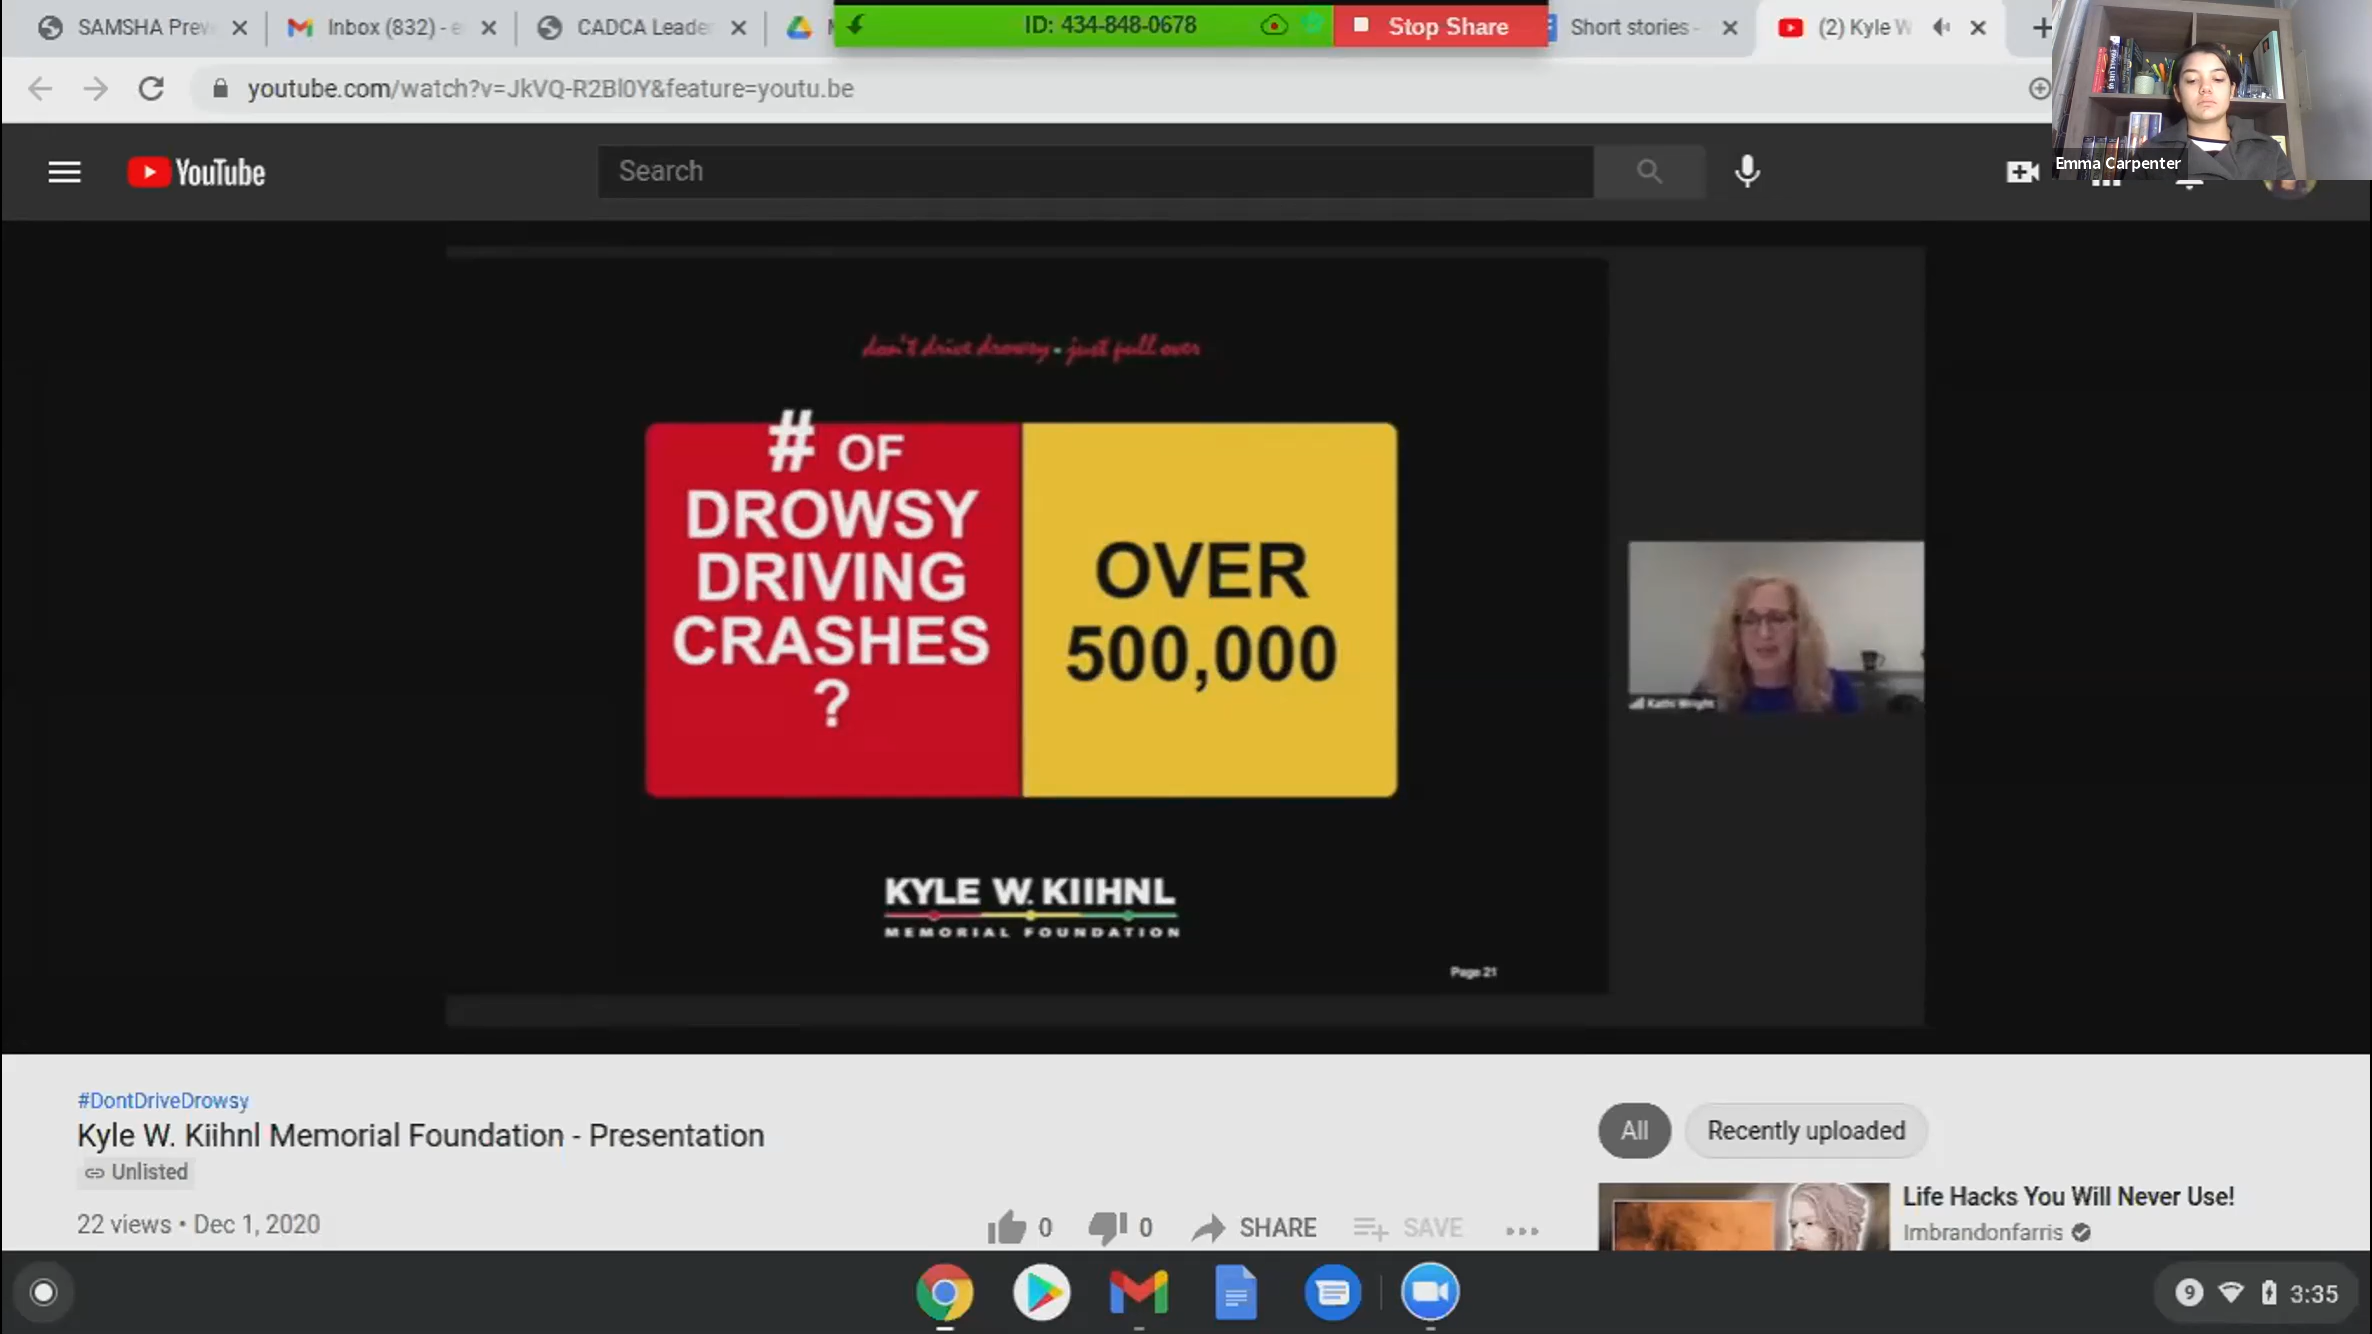 SAMSHA Prev
Inbox (832) - e
CADCA Leade
ID: 434-848-0678
Stop Share
Short stories -
(2) Kyle W
youtube.com/watch?v=JkVQ-R2Bl0Y&feature=youtu.be
Emma Carpenter
YouTube
Search
don't drive drowsy - just pull over
# OF
DROWSY
DRIVING
CRASHES
?
OVER
500,000
Kathi Wright
KYLE W. KIIHNL
MEMORIAL FOUNDATION
Page 21
#DontDriveDrowsy
Kyle W. Kiihnl Memorial Foundation - Presentation
Unlisted
22 views • Dec 1, 2020
0
0
SHARE
SAVE
All
Recently uploaded
Life Hacks You Will Never Use!
Imbrandonfarris
9
3:35